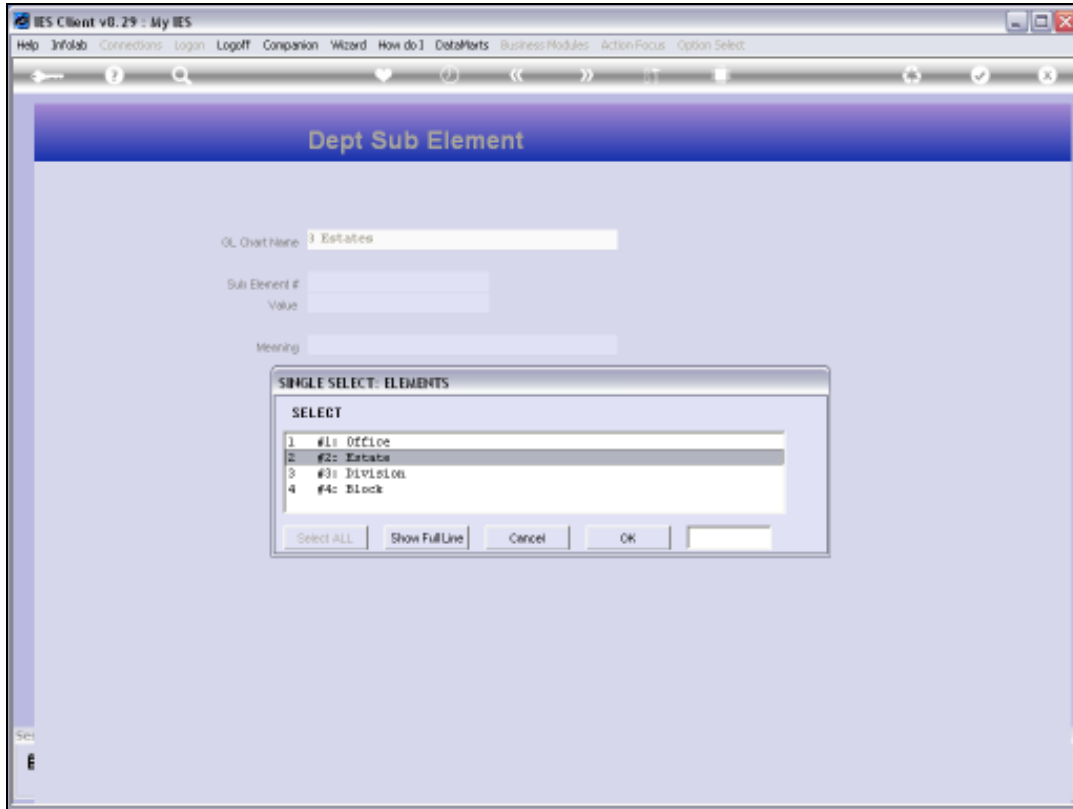 IES Client v8.29 : My IES
Help Infolab Connections Logon Logoff Companion Wizard How do I DataMarts Business Modules Action Focus Option Select
Dept Sub Element
GL Chart Name 3 Estates
Sub Element #
Value
Meaning
SINGLE SELECT: ELEMENTS
SELECT
1 #1: Office
2 #2: Estate
3 #3: Division
4 #4: Block
Select ALL Show Full Line Cancel OK